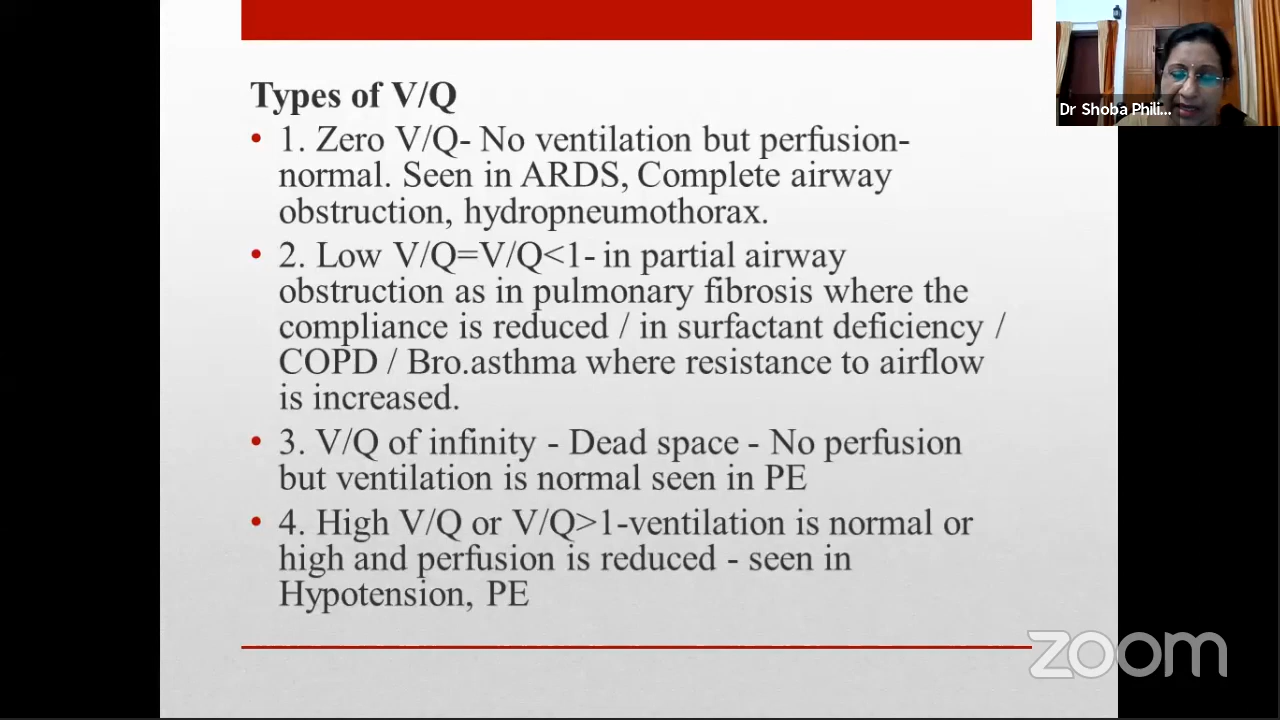 Types of V/Q
• 1. Zero V/Q- No ventilation but perfusion-
normal. Seen in ARDS, Complete airway
obstruction, hydropneumothorax.
• 2. Low V/Q=V/Q<1- in partial airway
obstruction as in pulmonary fibrosis where the
compliance is reduced / in surfactant deficiency /
COPD / Bro.asthma where resistance to airflow
is increased.
• 3. V/Q of infinity - Dead space - No perfusion
but ventilation is normal seen in PE
• 4. High V/Q or V/Q>1-ventilation is normal or
high and perfusion is reduced - seen in
Hypotension, PE
Dr Shoba Phili...
zoom